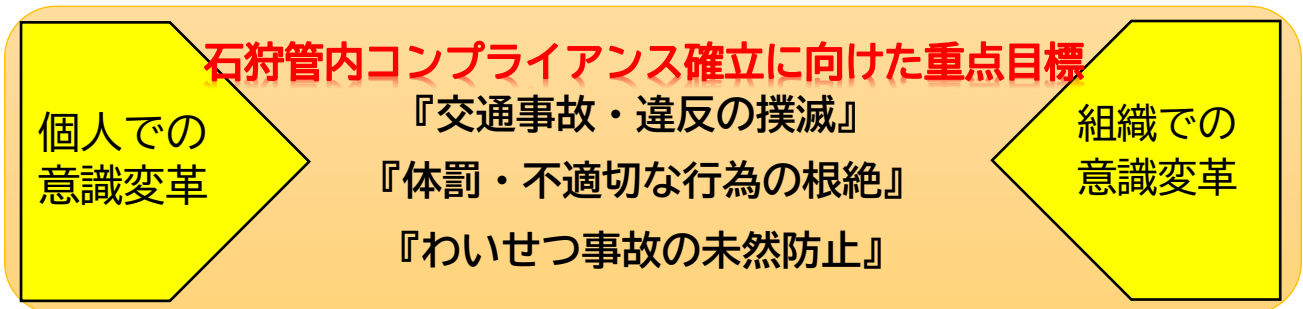 石狩管内コンプライアンス確立に向けた重点目標
個人での
意識変革
『交通事故・違反の撲滅』
『体罰・不適切な行為の根絶』
『わいせつ事故の未然防止』
組織での
意識変革